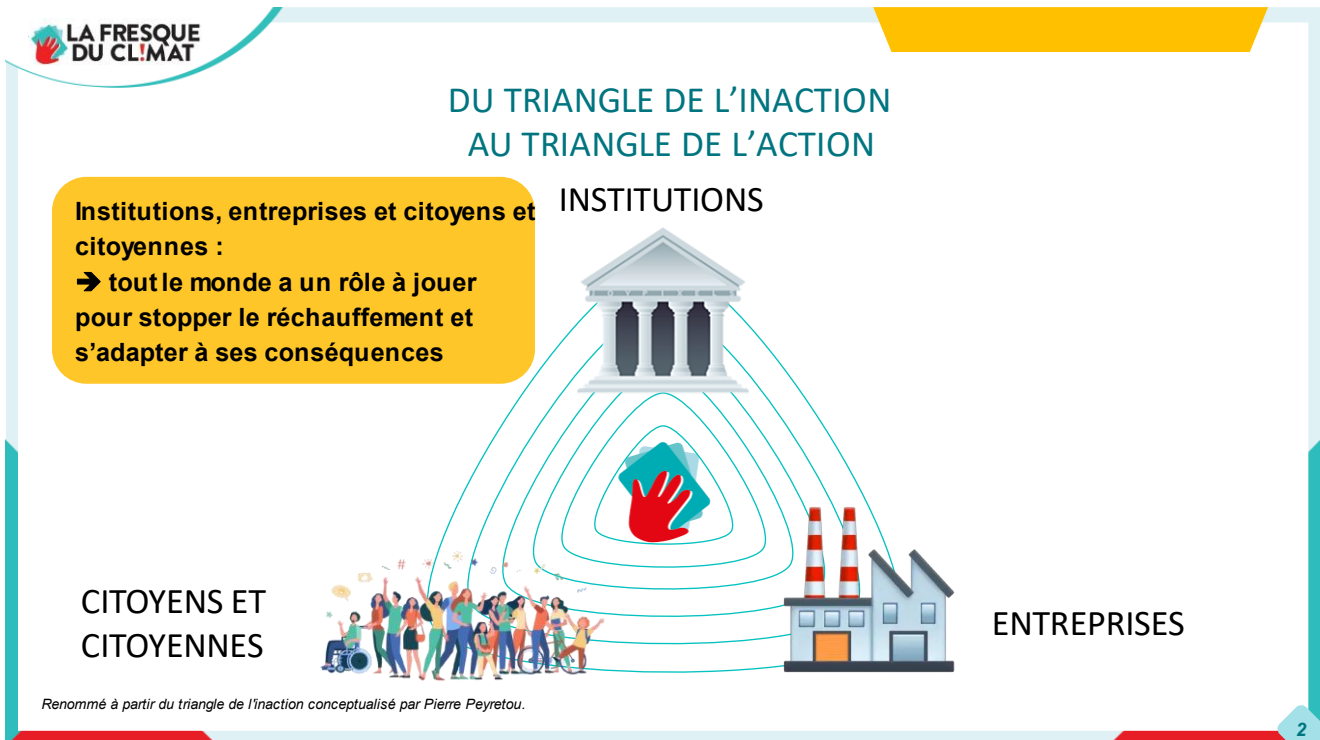 LA FRESQUE
DU CL!MAT
DU TRIANGLE DE L’INACTION
AU TRIANGLE DE L’ACTION
Institutions, entreprises et citoyens et
citoyennes :
➔ tout le monde a un rôle à jouer
pour stopper le réchauffement et
s’adapter à ses conséquences
INSTITUTIONS
CITOYENS ET
CITOYENNES
ENTREPRISES
Renommé à partir du triangle de l'inaction conceptualisé par Pierre Peyretou.
2